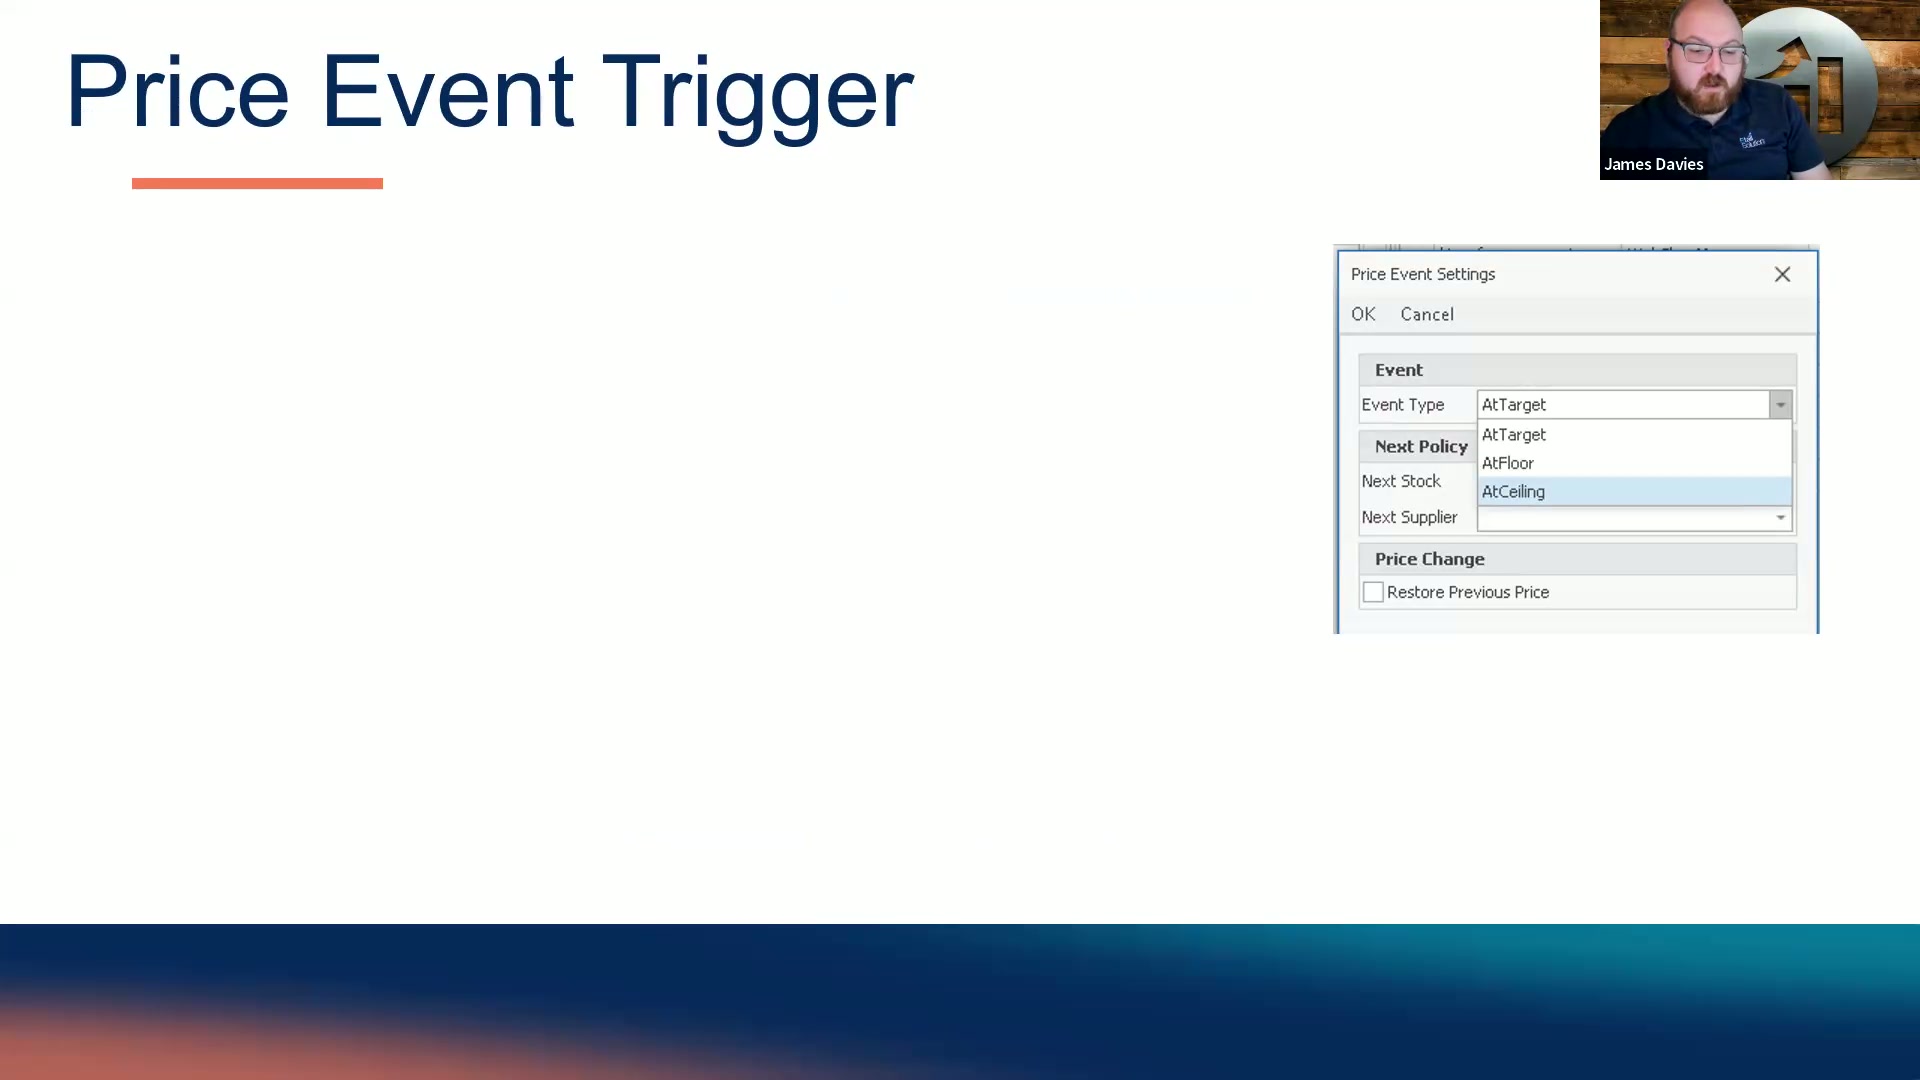 Price Event Trigger
James Davies
Price Event Settings
OK Cancel
Event
Event Type AtTarget
AtTarget
Next Policy
AtFloor
Next Stock
AtCeiling
Next Supplier
Price Change
Restore Previous Price